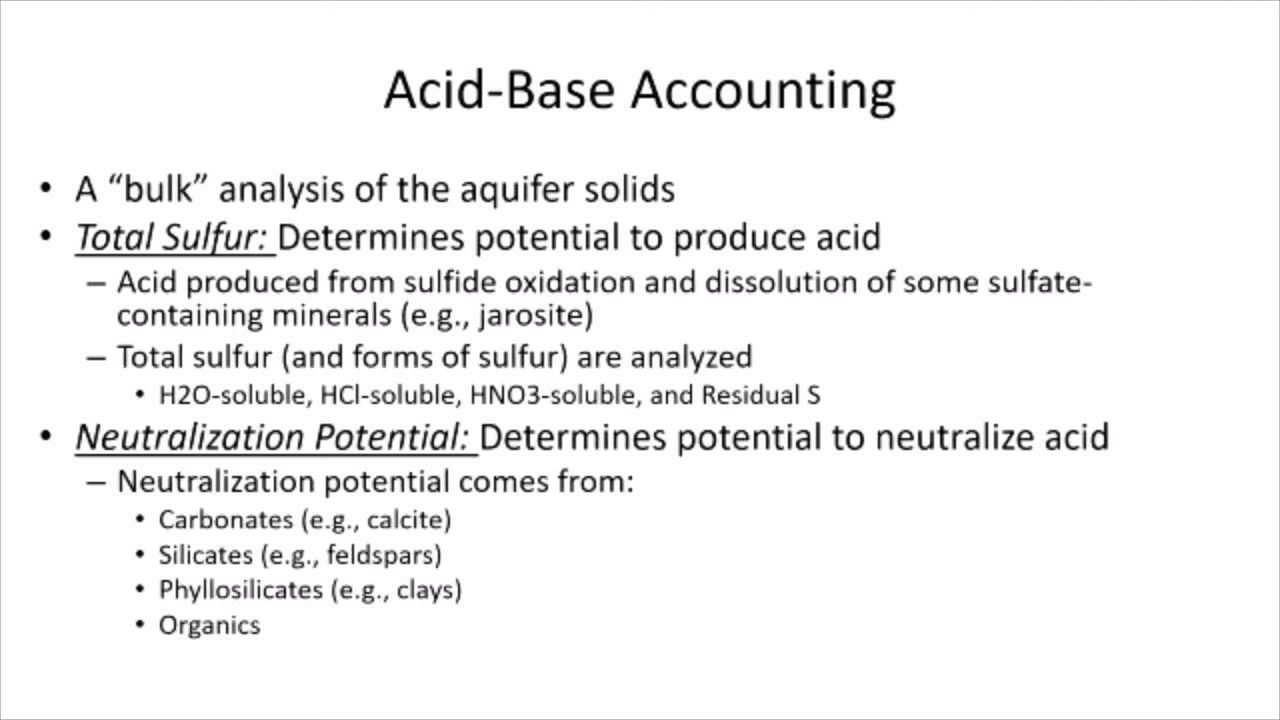 Acid-Base Accounting
• A “bulk” analysis of the aquifer solids
• Total Sulfur: Determines potential to produce acid
– Acid produced from sulfide oxidation and dissolution of some sulfate-
containing minerals (e.g., jarosite)
– Total sulfur (and forms of sulfur) are analyzed
• H2O-soluble, HCl-soluble, HNO3-soluble, and Residual S
• Neutralization Potential: Determines potential to neutralize acid
– Neutralization potential comes from:
• Carbonates (e.g., calcite)
• Silicates (e.g., feldspars)
• Phyllosilicates (e.g., clays)
• Organics